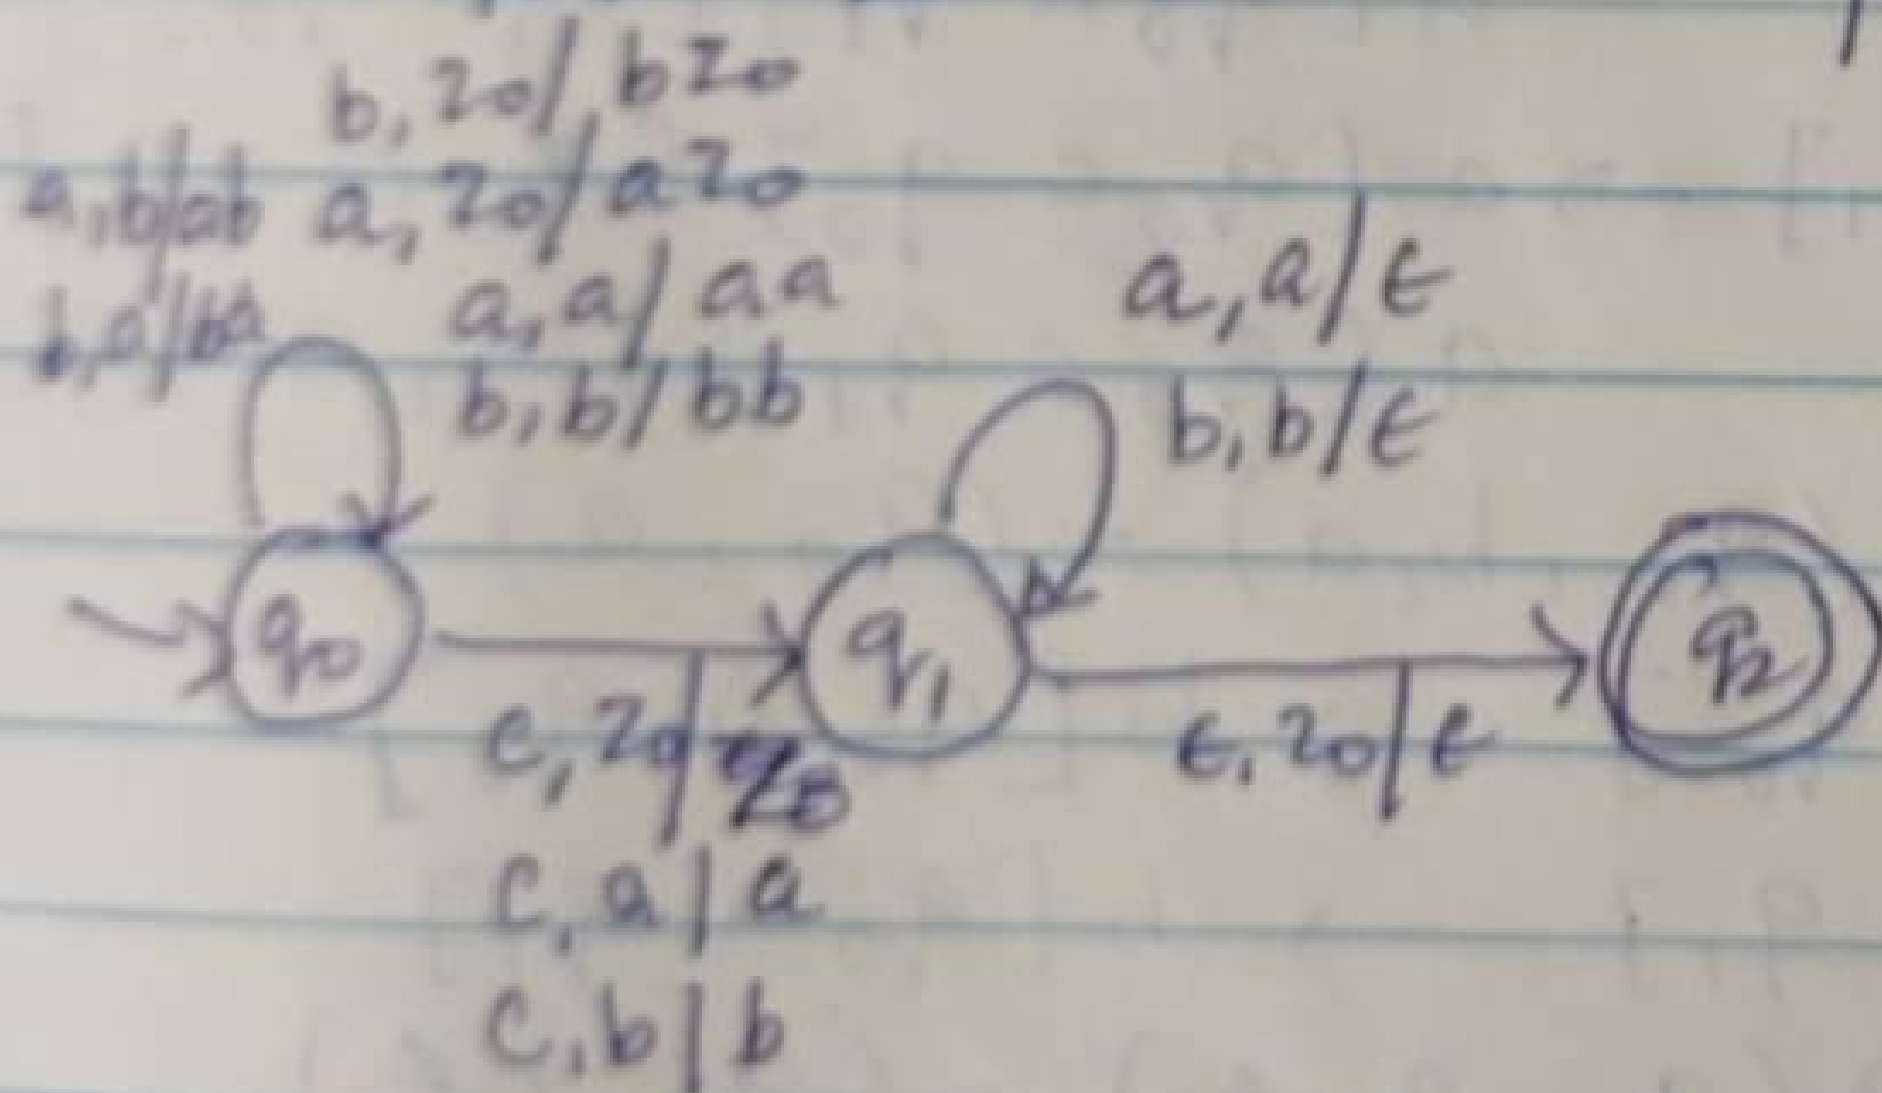 b, z0/ bz0
a,b/ab a, z0/ az0
b,a/ba a, a/ aa
b, b/ bb
a, a/ε
b, b/ε
q0
q1
q2
c, z0/ z0
ε, z0/ ε
c, a/ a
c, b/ b